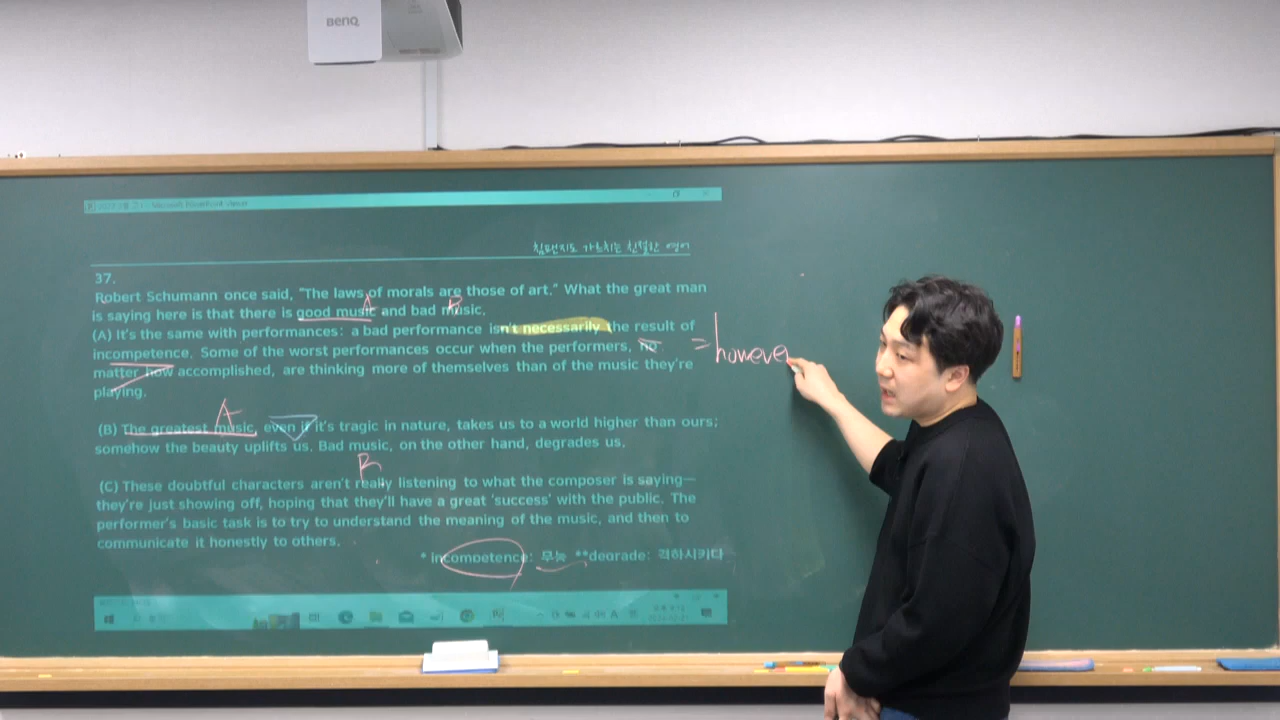 BENQ
침팬지도 가르치는 친절한 영어
37.
Robert Schumann once said, “The laws of morals are those of art.” What the great man
A B
is saying here is that there is good music and bad music.
(A) It's the same with performances: a bad performance isn't necessarily the result of
incompetence. Some of the worst performances occur when the performers, no
= howeve
matter how accomplished, are thinking more of themselves than of the music they're
playing.
A
(B) The greatest music, even if it's tragic in nature, takes us to a world higher than ours;
somehow the beauty uplifts us. Bad music, on the other hand, degrades us.
B
(C) These doubtful characters aren't really listening to what the composer is saying—
they're just showing off, hoping that they'll have a great 'success' with the public. The
performer's basic task is to try to understand the meaning of the music, and then to
communicate it honestly to others.
* incompetence: 무능 **degrade: 격하시키다